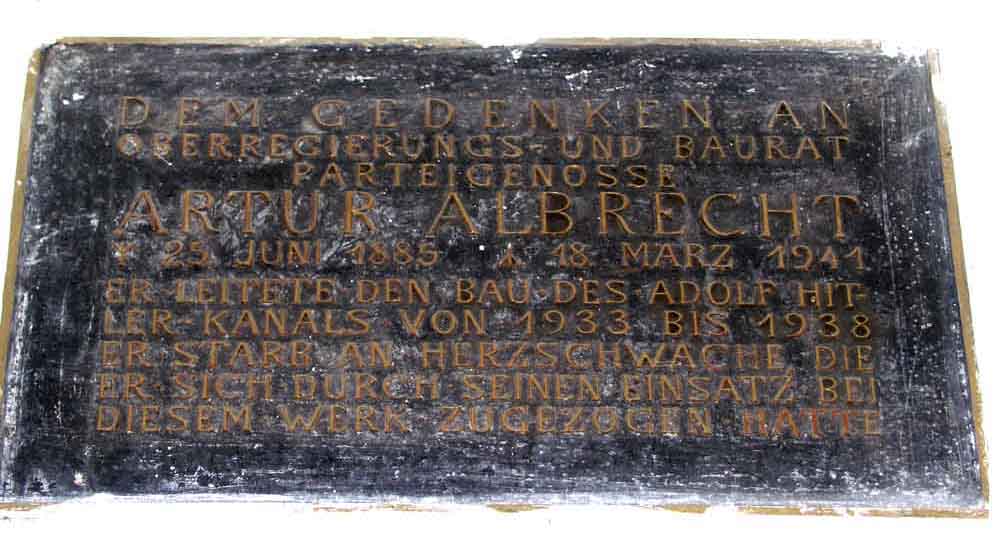 DEM GEDENKEN AN
OBERREGIERUNGS- UND BAURAT
PARTEIGENOSSE
ARTUR ALBRECHT
25. JUNI 1885 18 MÄRZ 1941
ER LEITETE DEN BAU DES ADOLF HIT-
LER-KANALS VON 1933 BIS 1938
ER STARB AN HERZSCHWÄCHE DIE
ER SICH DURCH SEINEN EINSATZ BEI
DIESEM WERK ZUGEZOGEN HATTE